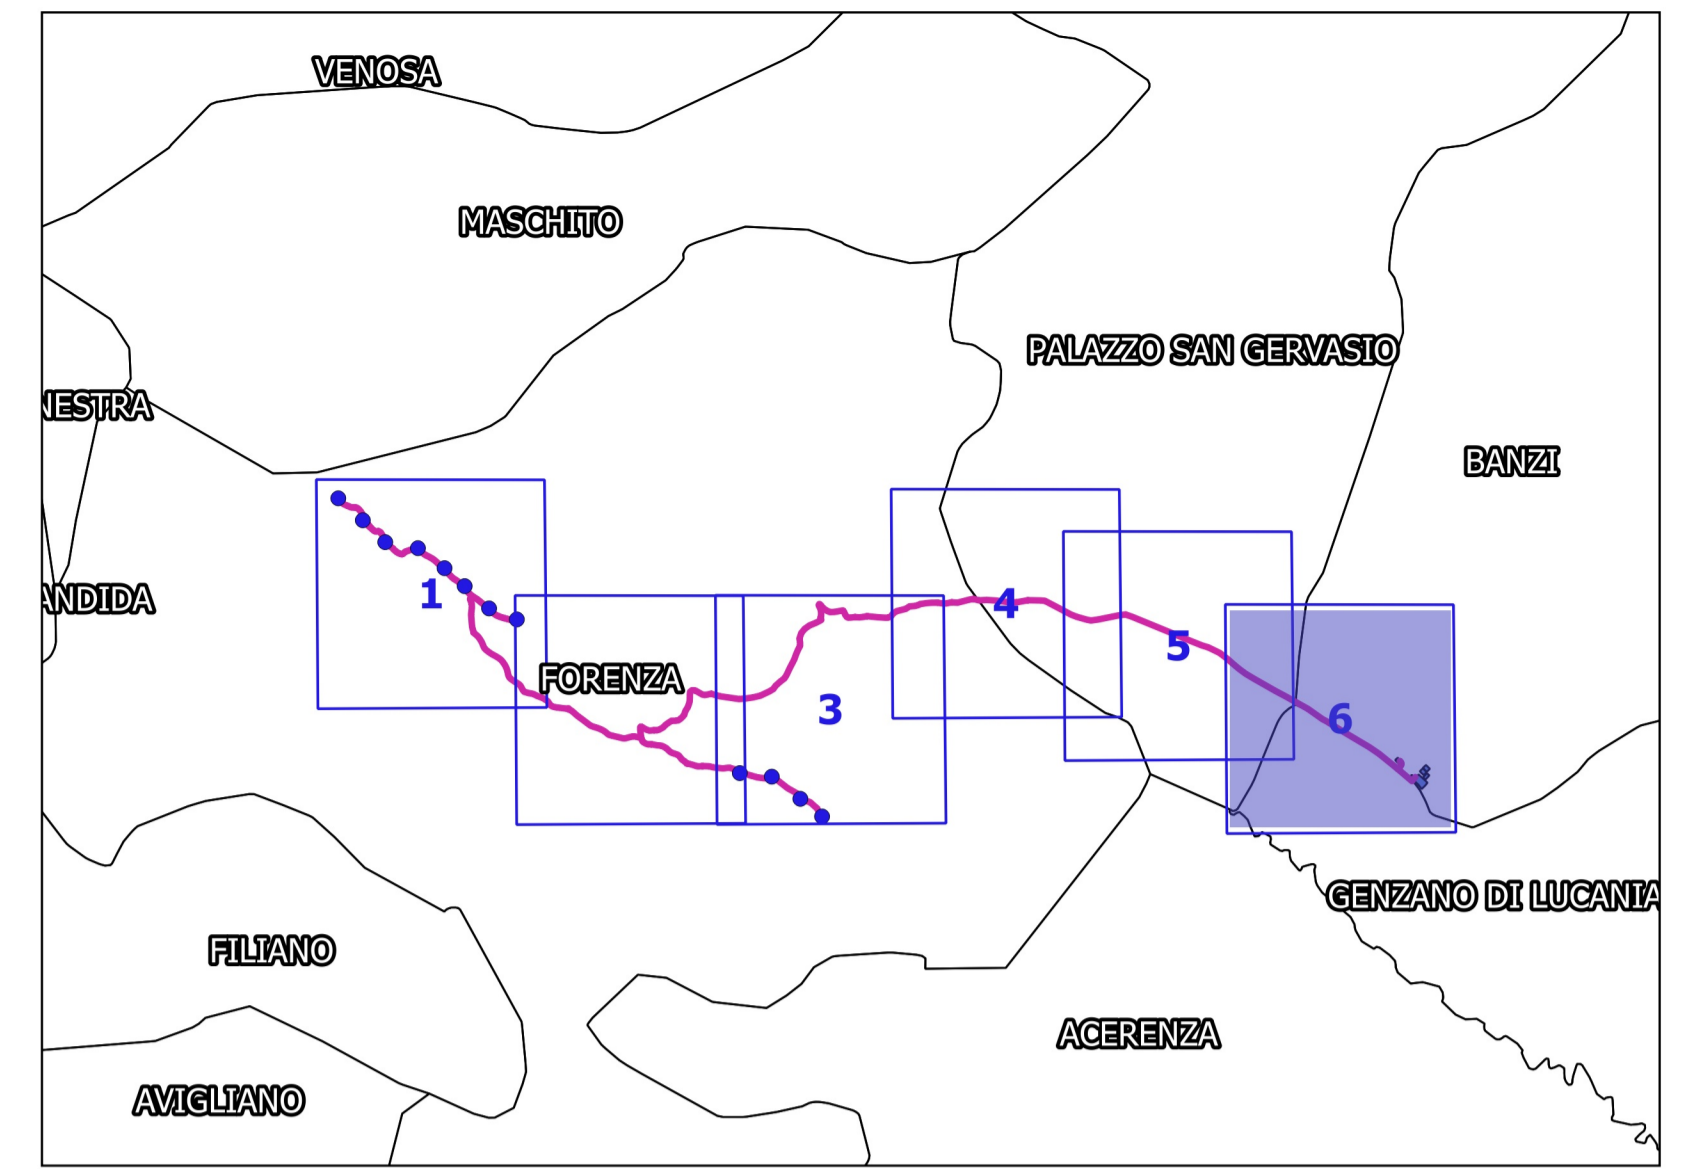 VENOSA
MASCHITO
PALAZZO SAN GERVASIO
NESTRA
BANZI
1
ANDIDA
4
5
FORENZA
3
6
GENZANO DI LUCANIA
FILIANO
ACERENZA
AVIGLIANO